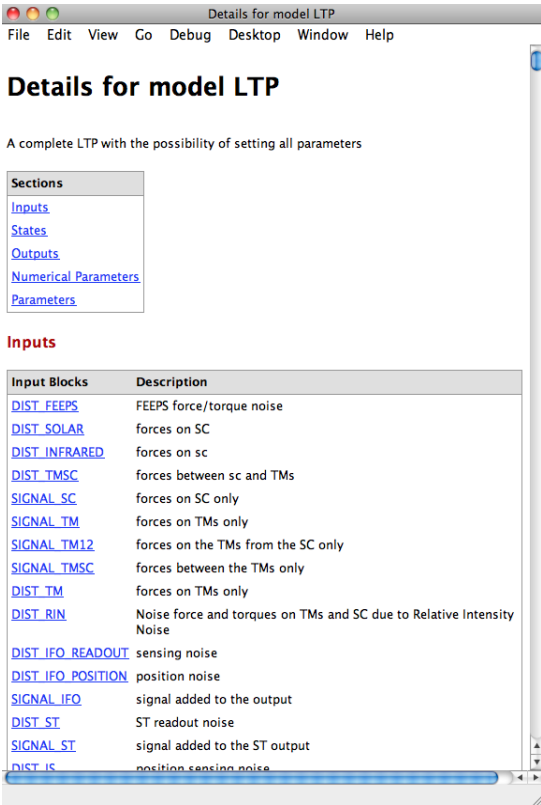 Details for model LTP
File Edit View Go Debug Desktop Window Help
Details for model LTP
A complete LTP with the possibility of setting all parameters
Sections
Inputs
States
Outputs
Numerical Parameters
Parameters
Inputs
Input Blocks Description
DIST_FEEPS FEEPS force/torque noise
DIST_SOLAR forces on SC
DIST_INFRARED forces on sc
DIST_TMSC forces between sc and TMs
SIGNAL_SC forces on SC only
SIGNAL_TM forces on TMs only
SIGNAL_TM12 forces on the TMs from the SC only
SIGNAL_TMSC forces between the TMs only
DIST_TM forces on TMs only
DIST_RIN Noise force and torques on TMs and SC due to Relative Intensity
Noise
DIST_IFO_READOUT sensing noise
DIST_IFO_POSITION position noise
SIGNAL_IFO signal added to the output
DIST_ST ST readout noise
SIGNAL_ST signal added to the ST output
DIST_IS position sensing noise